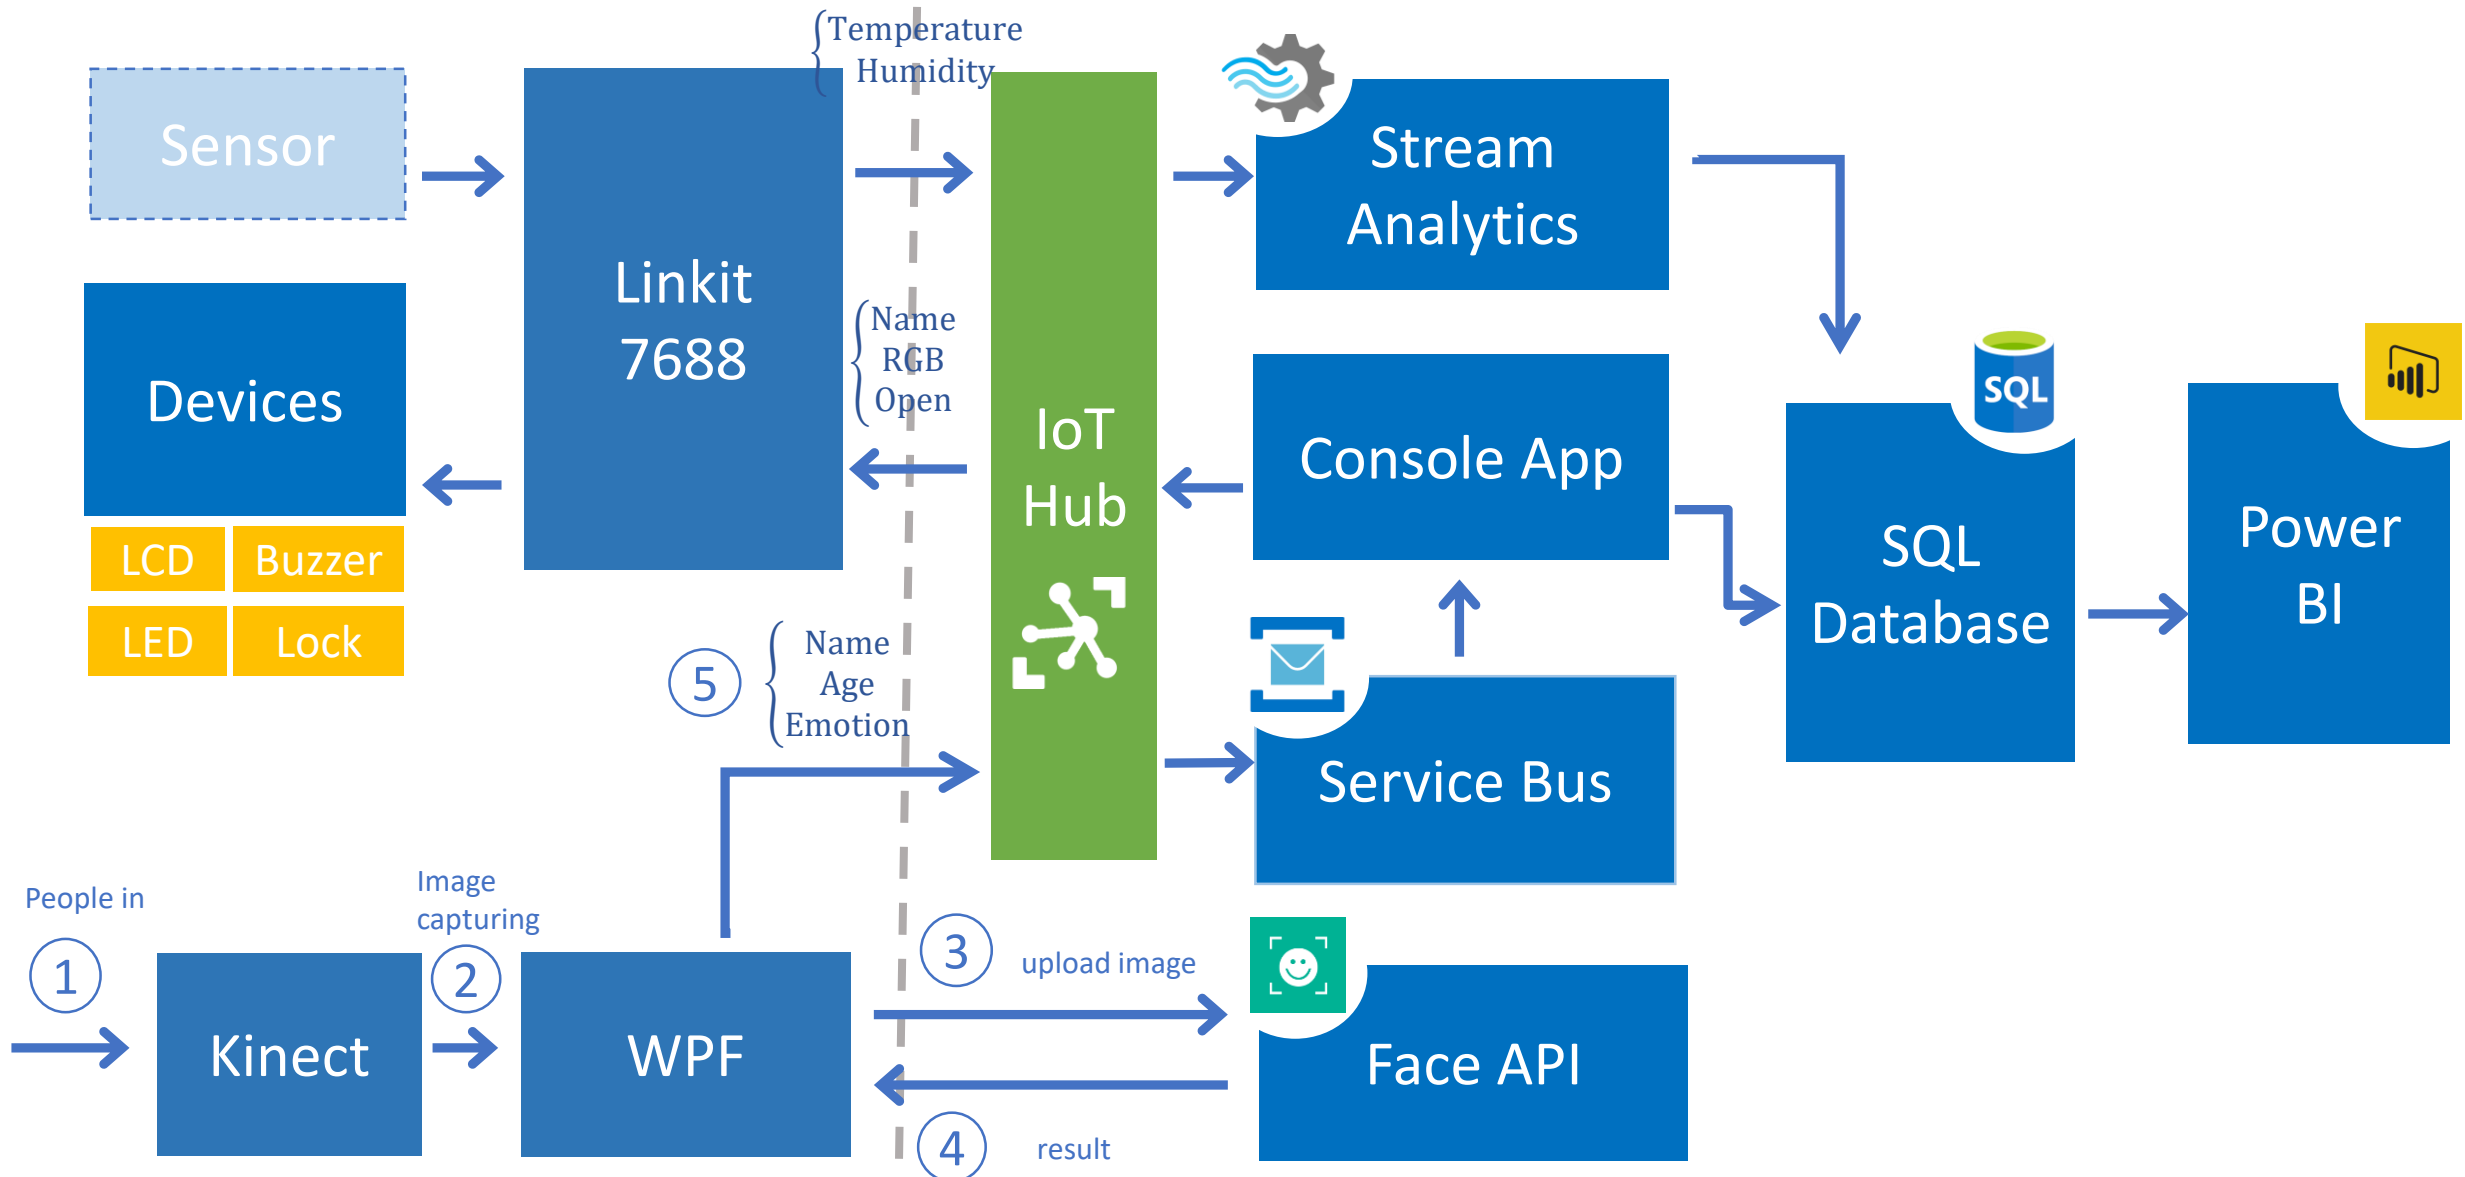 Temperature
Humidity
Sensor
Linkit
7688
Stream
Analytics
Devices
Name
RGB
Open
IoT
Hub
Console App
SQL
SQL
Database
Power
BI
LCD
Buzzer
LED
Lock
5
Name
Age
Emotion
Service Bus
People in
1
Image
capturing
2
Kinect
WPF
3
upload image
Face API
4
result